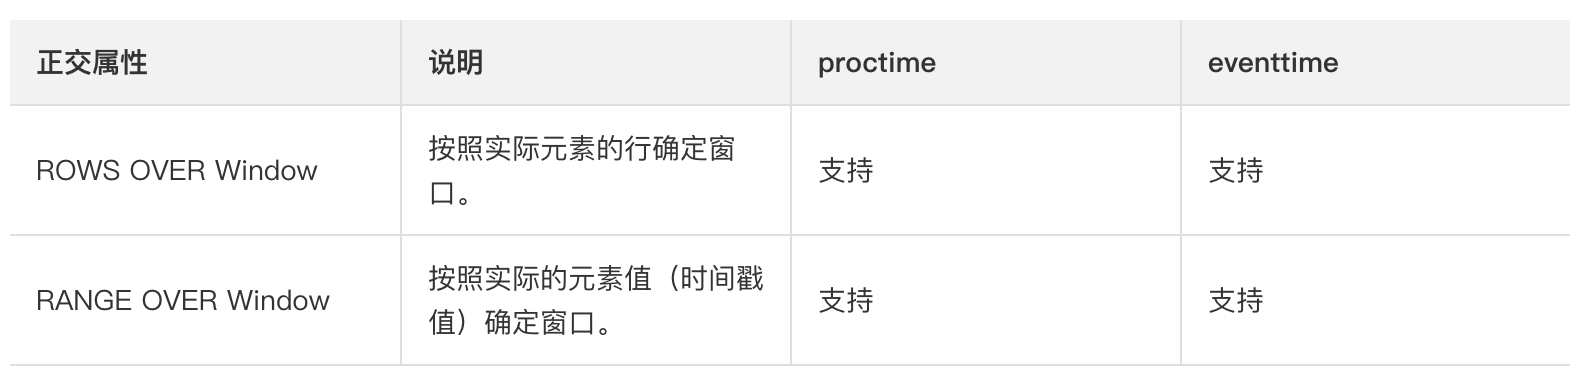 正交属性 说明 proctime eventtime
ROWS OVER Window 按照实际元素的行确定窗 支持 支持
口。
RANGE OVER Window 按照实际的元素值（时间戳 支持 支持
值）确定窗口。